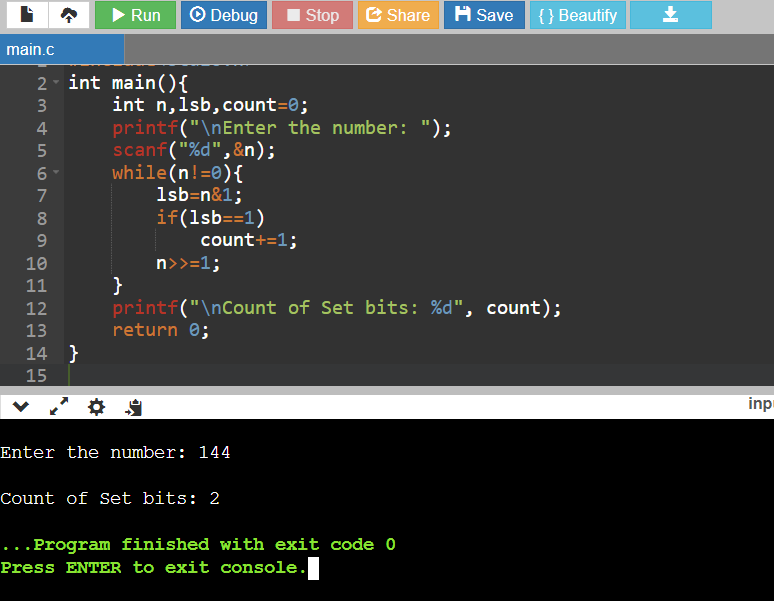 Run Debug Stop Share Save { } Beautify
main.c
2 int main(){
3 int n,lsb,count=0;
4 printf("\nEnter the number: ");
5 scanf("%d",&n);
6 while(n!=0){
7 lsb=n&1;
8 if(lsb==1)
9 count+=1;
10 n>>=1;
11 }
12 printf("\nCount of Set bits: %d", count);
13 return 0;
14 }
15
inpu
Enter the number: 144
Count of Set bits: 2
...Program finished with exit code 0
Press ENTER to exit console.